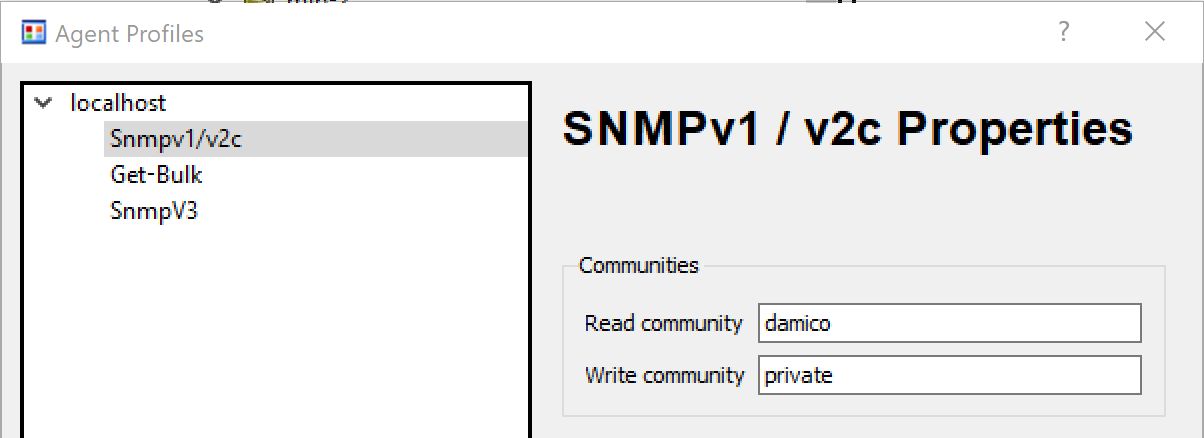 Agent Profiles
?
localhost
Snmpv1/v2c
Get-Bulk
SnmpV3
SNMPv1 / v2c Properties
Communities
Read community damico
Write community private